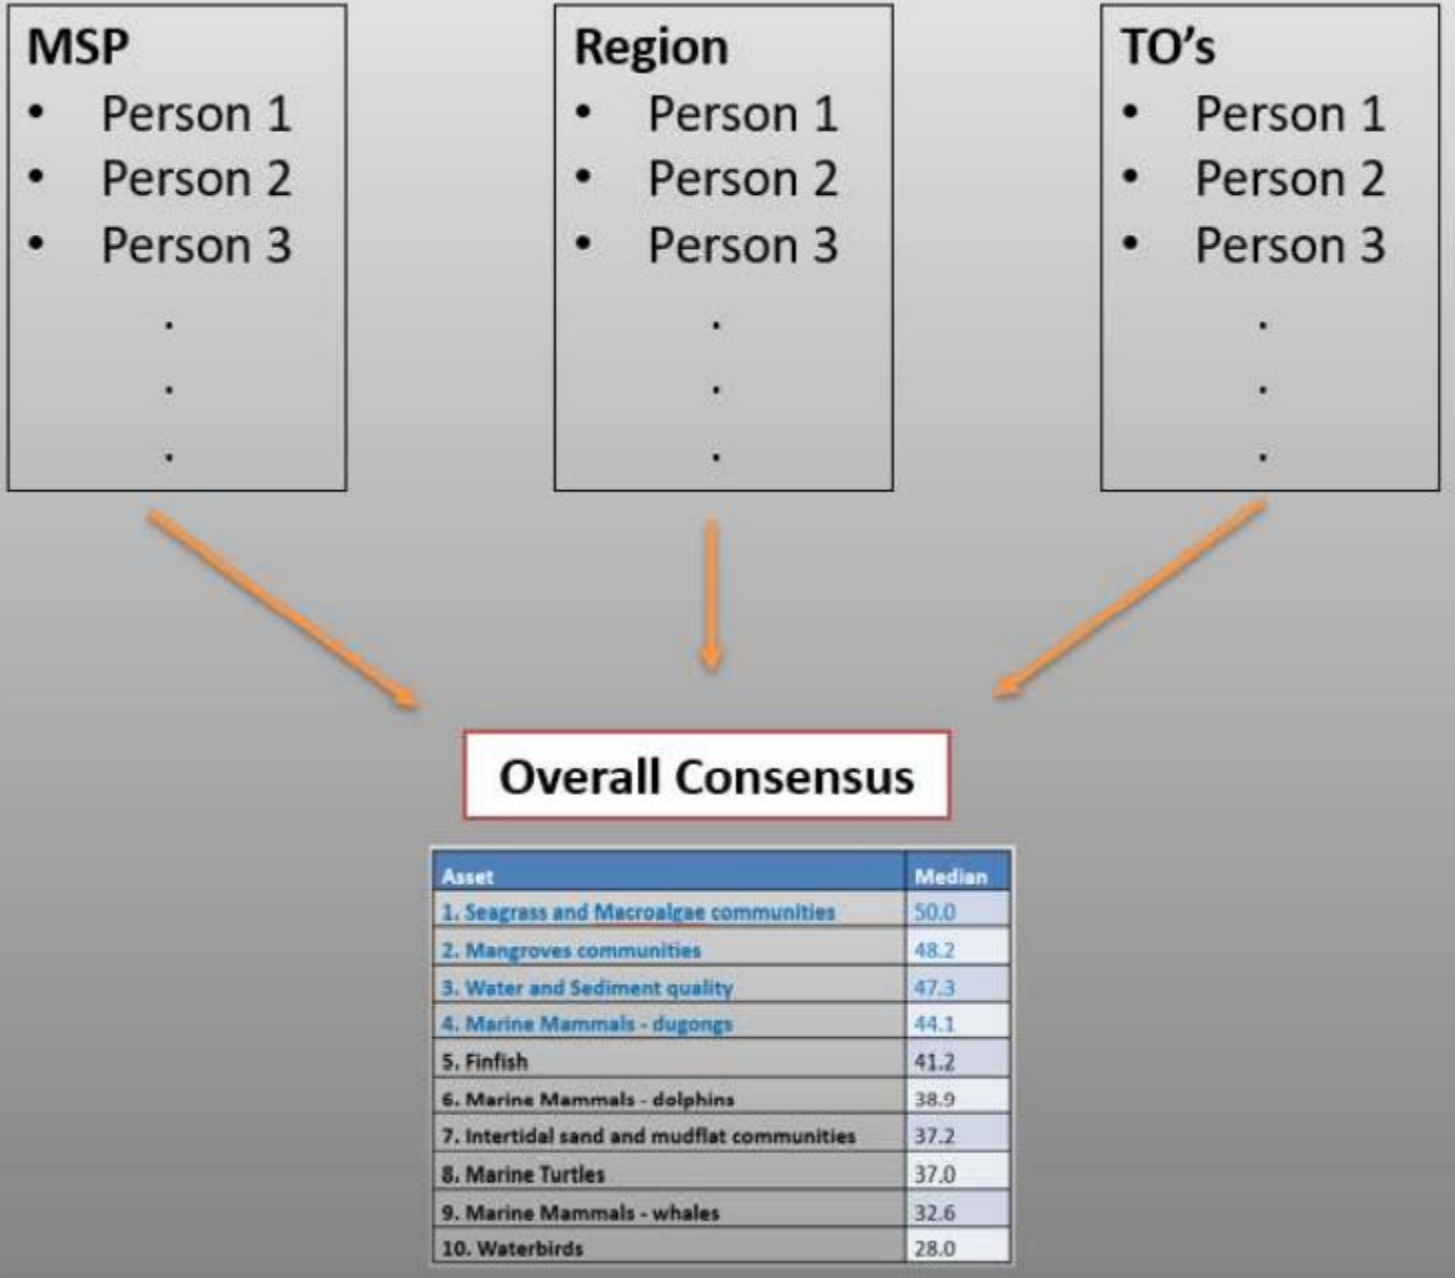 MSP
• Person 1
• Person 2
• Person 3
.
.
.
Region
• Person 1
• Person 2
• Person 3
.
.
.
TO's
• Person 1
• Person 2
• Person 3
.
.
.
Overall Consensus
Asset Median
1. Seagrass and Macroalgae communities 50.0
2. Mangroves communities 48.2
3. Water and Sediment quality 47.3
4. Marine Mammals - dugongs 44.1
5. Finfish 41.2
6. Marine Mammals - dolphins 38.9
7. Intertidal sand and mudflat communities 37.2
8. Marine Turtles 37.0
9. Marine Mammals - whales 32.6
10. Waterbirds 28.0